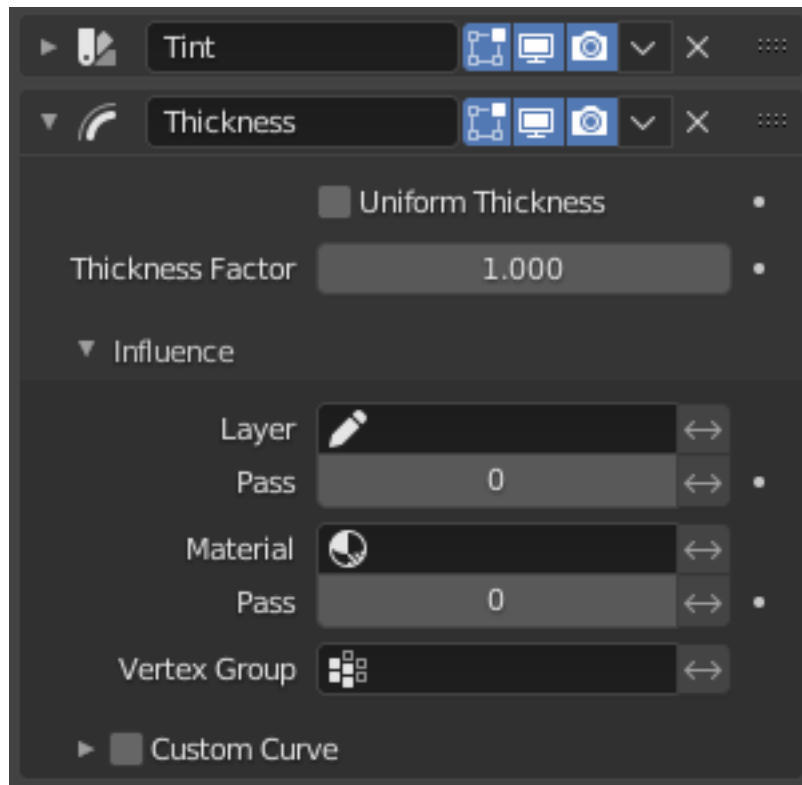 Tint
Thickness
Uniform Thickness
Thickness Factor 1.000
Influence
Layer
Pass 0
Material
Pass 0
Vertex Group
Custom Curve